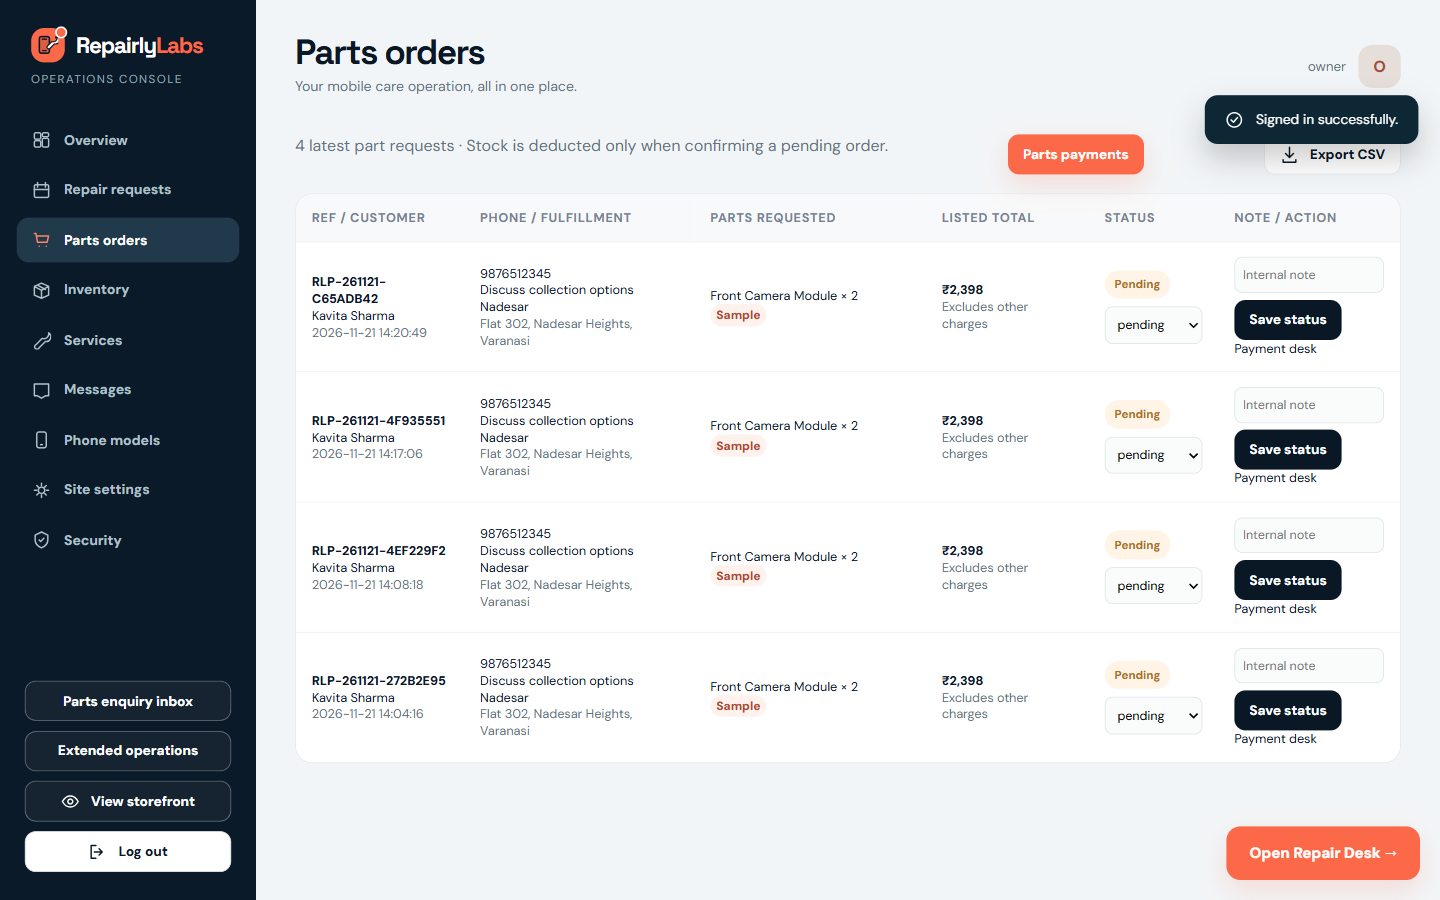 RepairlyLabs
OPERATIONS CONSOLE
Overview
Repair requests
Parts orders
Inventory
Services
Messages
Phone models
Site settings
Security
Parts enquiry inbox
Extended operations
View storefront
Log out
Parts orders
Your mobile care operation, all in one place.
owner
O
Signed in successfully.
4 latest part requests · Stock is deducted only when confirming a pending order.
Parts payments
Export CSV
REF / CUSTOMER
PHONE / FULFILLMENT
PARTS REQUESTED
LISTED TOTAL
STATUS
NOTE / ACTION
RLP-261121-
C65ADB42
Kavita Sharma
2026-11-21 14:20:49
9876512345
Discuss collection options
Nadesar
Flat 302, Nadesar Heights,
Varanasi
Front Camera Module × 2
Sample
₹2,398
Excludes other
charges
Pending
pending
Internal note
Save status
Payment desk
RLP-261121-4F935551
Kavita Sharma
2026-11-21 14:17:06
9876512345
Discuss collection options
Nadesar
Flat 302, Nadesar Heights,
Varanasi
Front Camera Module × 2
Sample
₹2,398
Excludes other
charges
Pending
pending
Internal note
Save status
Payment desk
RLP-261121-4EF229F2
Kavita Sharma
2026-11-21 14:08:18
9876512345
Discuss collection options
Nadesar
Flat 302, Nadesar Heights,
Varanasi
Front Camera Module × 2
Sample
₹2,398
Excludes other
charges
Pending
pending
Internal note
Save status
Payment desk
RLP-261121-272B2E95
Kavita Sharma
2026-11-21 14:04:16
9876512345
Discuss collection options
Nadesar
Flat 302, Nadesar Heights,
Varanasi
Front Camera Module × 2
Sample
₹2,398
Excludes other
charges
Pending
pending
Internal note
Save status
Payment desk
Open Repair Desk →